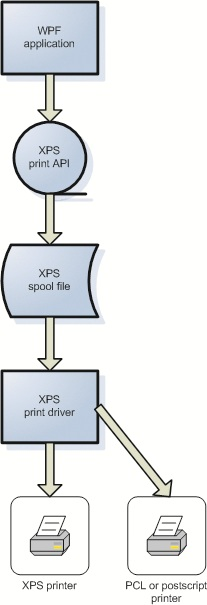 WPF
application
XPS
print API
XPS
spool file
XPS
print driver
XPS printer
PCL or postscript
printer